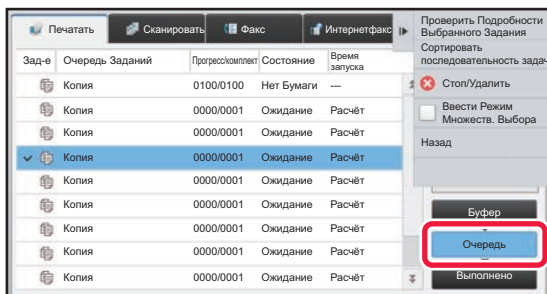 Печатать Сканировать Факс Интернетфакс
Зад-е Очередь Заданий Прогресс/комплект Состояние Время запуска
Копия 0100/0100 Нет Бумаги ---
Копия 0000/0001 Ожидание Расчёт
Копия 0000/0001 Ожидание Расчёт
Копия 0000/0001 Ожидание Расчёт
Копия 0000/0001 Ожидание Расчёт
Копия 0000/0001 Ожидание Расчёт
Копия 0000/0001 Ожидание Расчёт
Копия 0000/0001 Ожидание Расчёт
Копия 0000/0001 Ожидание Расчёт
Проверить Подробности
Выбранного Задания
Сортировать
последовательность задач
Стоп/Удалить
Ввести Режим
Множеств. Выбора
Назад
Буфер
Очередь
Выполнено